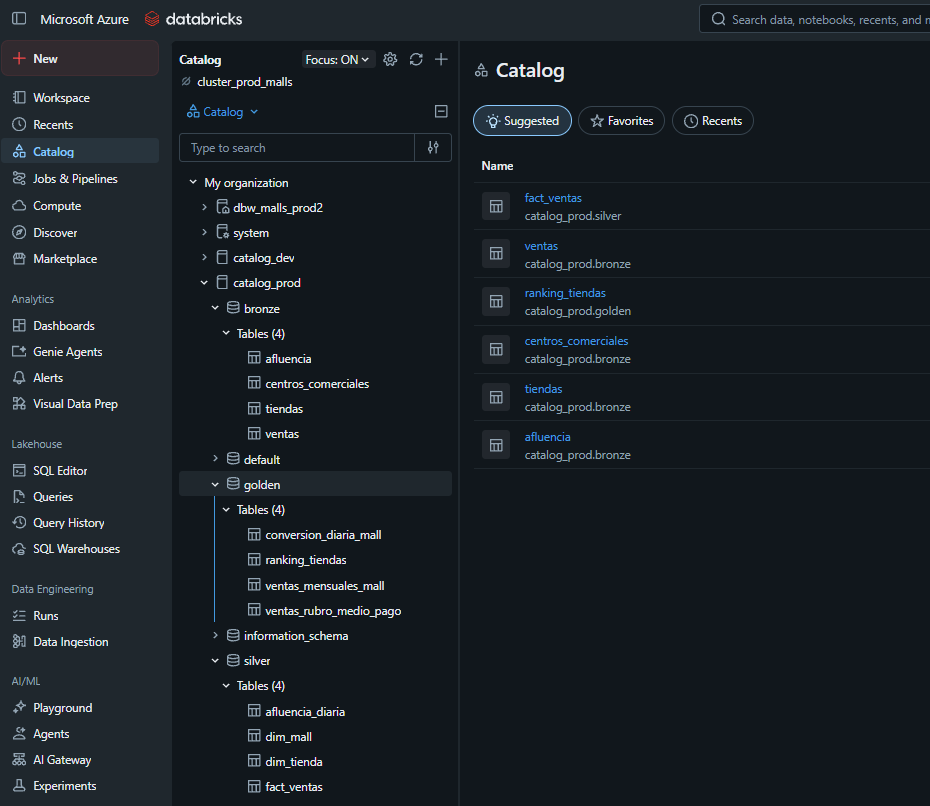 Microsoft Azure databricks
Search data, notebooks, recents, and m
New
Workspace
Recents
Catalog
Jobs & Pipelines
Compute
Discover
Marketplace
Analytics
Dashboards
Genie Agents
Alerts
Visual Data Prep
Lakehouse
SQL Editor
Queries
Query History
SQL Warehouses
Data Engineering
Runs
Data Ingestion
AI/ML
Playground
Agents
AI Gateway
Experiments
Catalog
Focus: ON
cluster_prod_malls
Catalog
Type to search
My organization
dbw_malls_prod2
system
catalog_dev
catalog_prod
bronze
Tables (4)
afluencia
centros_comerciales
tiendas
ventas
default
golden
Tables (4)
conversion_diaria_mall
ranking_tiendas
ventas_mensuales_mall
ventas_rubro_medio_pago
information_schema
silver
Tables (4)
afluencia_diaria
dim_mall
dim_tienda
fact_ventas
Catalog
Suggested Favorites Recents
Name
fact_ventas
catalog_prod.silver
ventas
catalog_prod.bronze
ranking_tiendas
catalog_prod.golden
centros_comerciales
catalog_prod.bronze
tiendas
catalog_prod.bronze
afluencia
catalog_prod.bronze